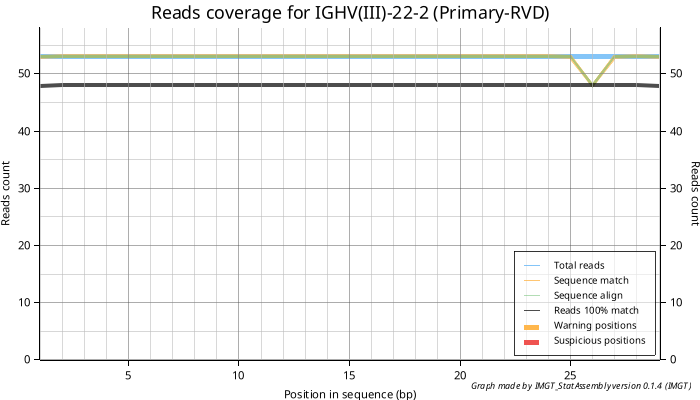 Reads coverage for IGHV(III)-22-2 (Primary-RVD)
50
40
30
20
10
0
Reads count
50
40
30
20
10
0
Reads count
Total reads
Sequence match
Sequence align
Reads 100% match
Warning positions
Suspicious positions
5
10
15
20
25
Position in sequence (bp)
Graph made by IMGT_StatAssembly version 0.1.4 (IMGT)